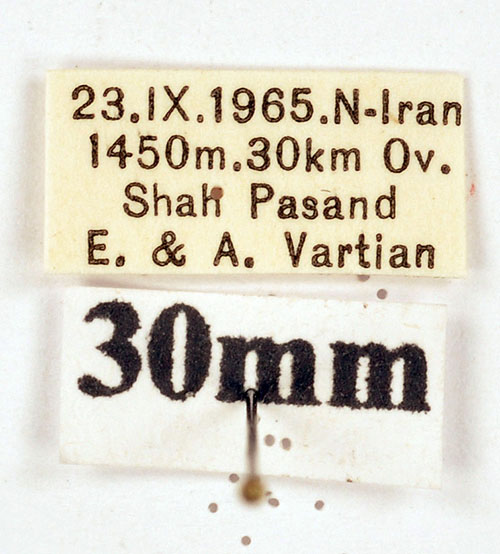 23.IX.1965.N-Iran
1450m.30km Ov.
Shah Pasand
E. & A. Vartian
30mm